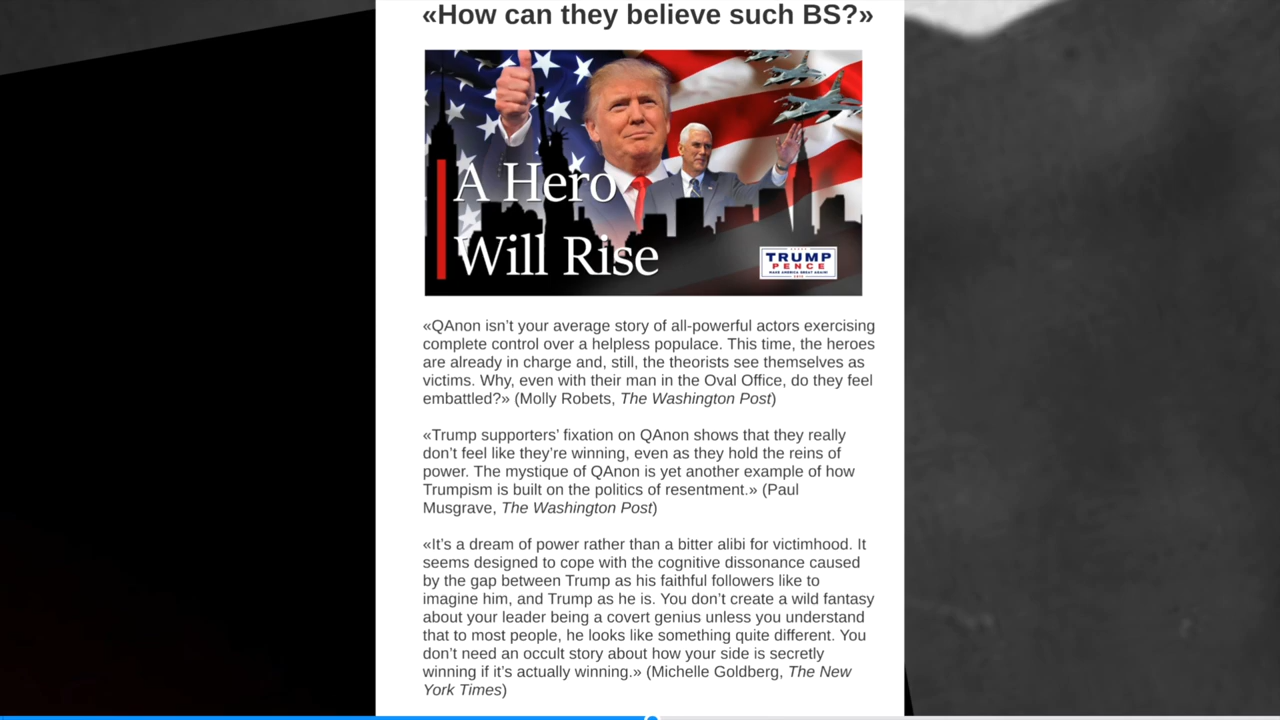 «How can they believe such BS?»
A Hero
Will Rise
TRUMP
PENCE
MAKE AMERICA GREAT AGAIN!
«QAnon isn’t your average story of all-powerful actors exercising
complete control over a helpless populace. This time, the heroes
are already in charge and, still, the theorists see themselves as
victims. Why, even with their man in the Oval Office, do they feel
embattled?» (Molly Robets, The Washington Post)
«Trump supporters’ fixation on QAnon shows that they really
don’t feel like they’re winning, even as they hold the reins of
power. The mystique of QAnon is yet another example of how
Trumpism is built on the politics of resentment.» (Paul
Musgrave, The Washington Post)
«It’s a dream of power rather than a bitter alibi for victimhood. It
seems designed to cope with the cognitive dissonance caused
by the gap between Trump as his faithful followers like to
imagine him, and Trump as he is. You don’t create a wild fantasy
about your leader being a covert genius unless you understand
that to most people, he looks like something quite different. You
don’t need an occult story about how your side is secretly
winning if it’s actually winning.» (Michelle Goldberg, The New
York Times)